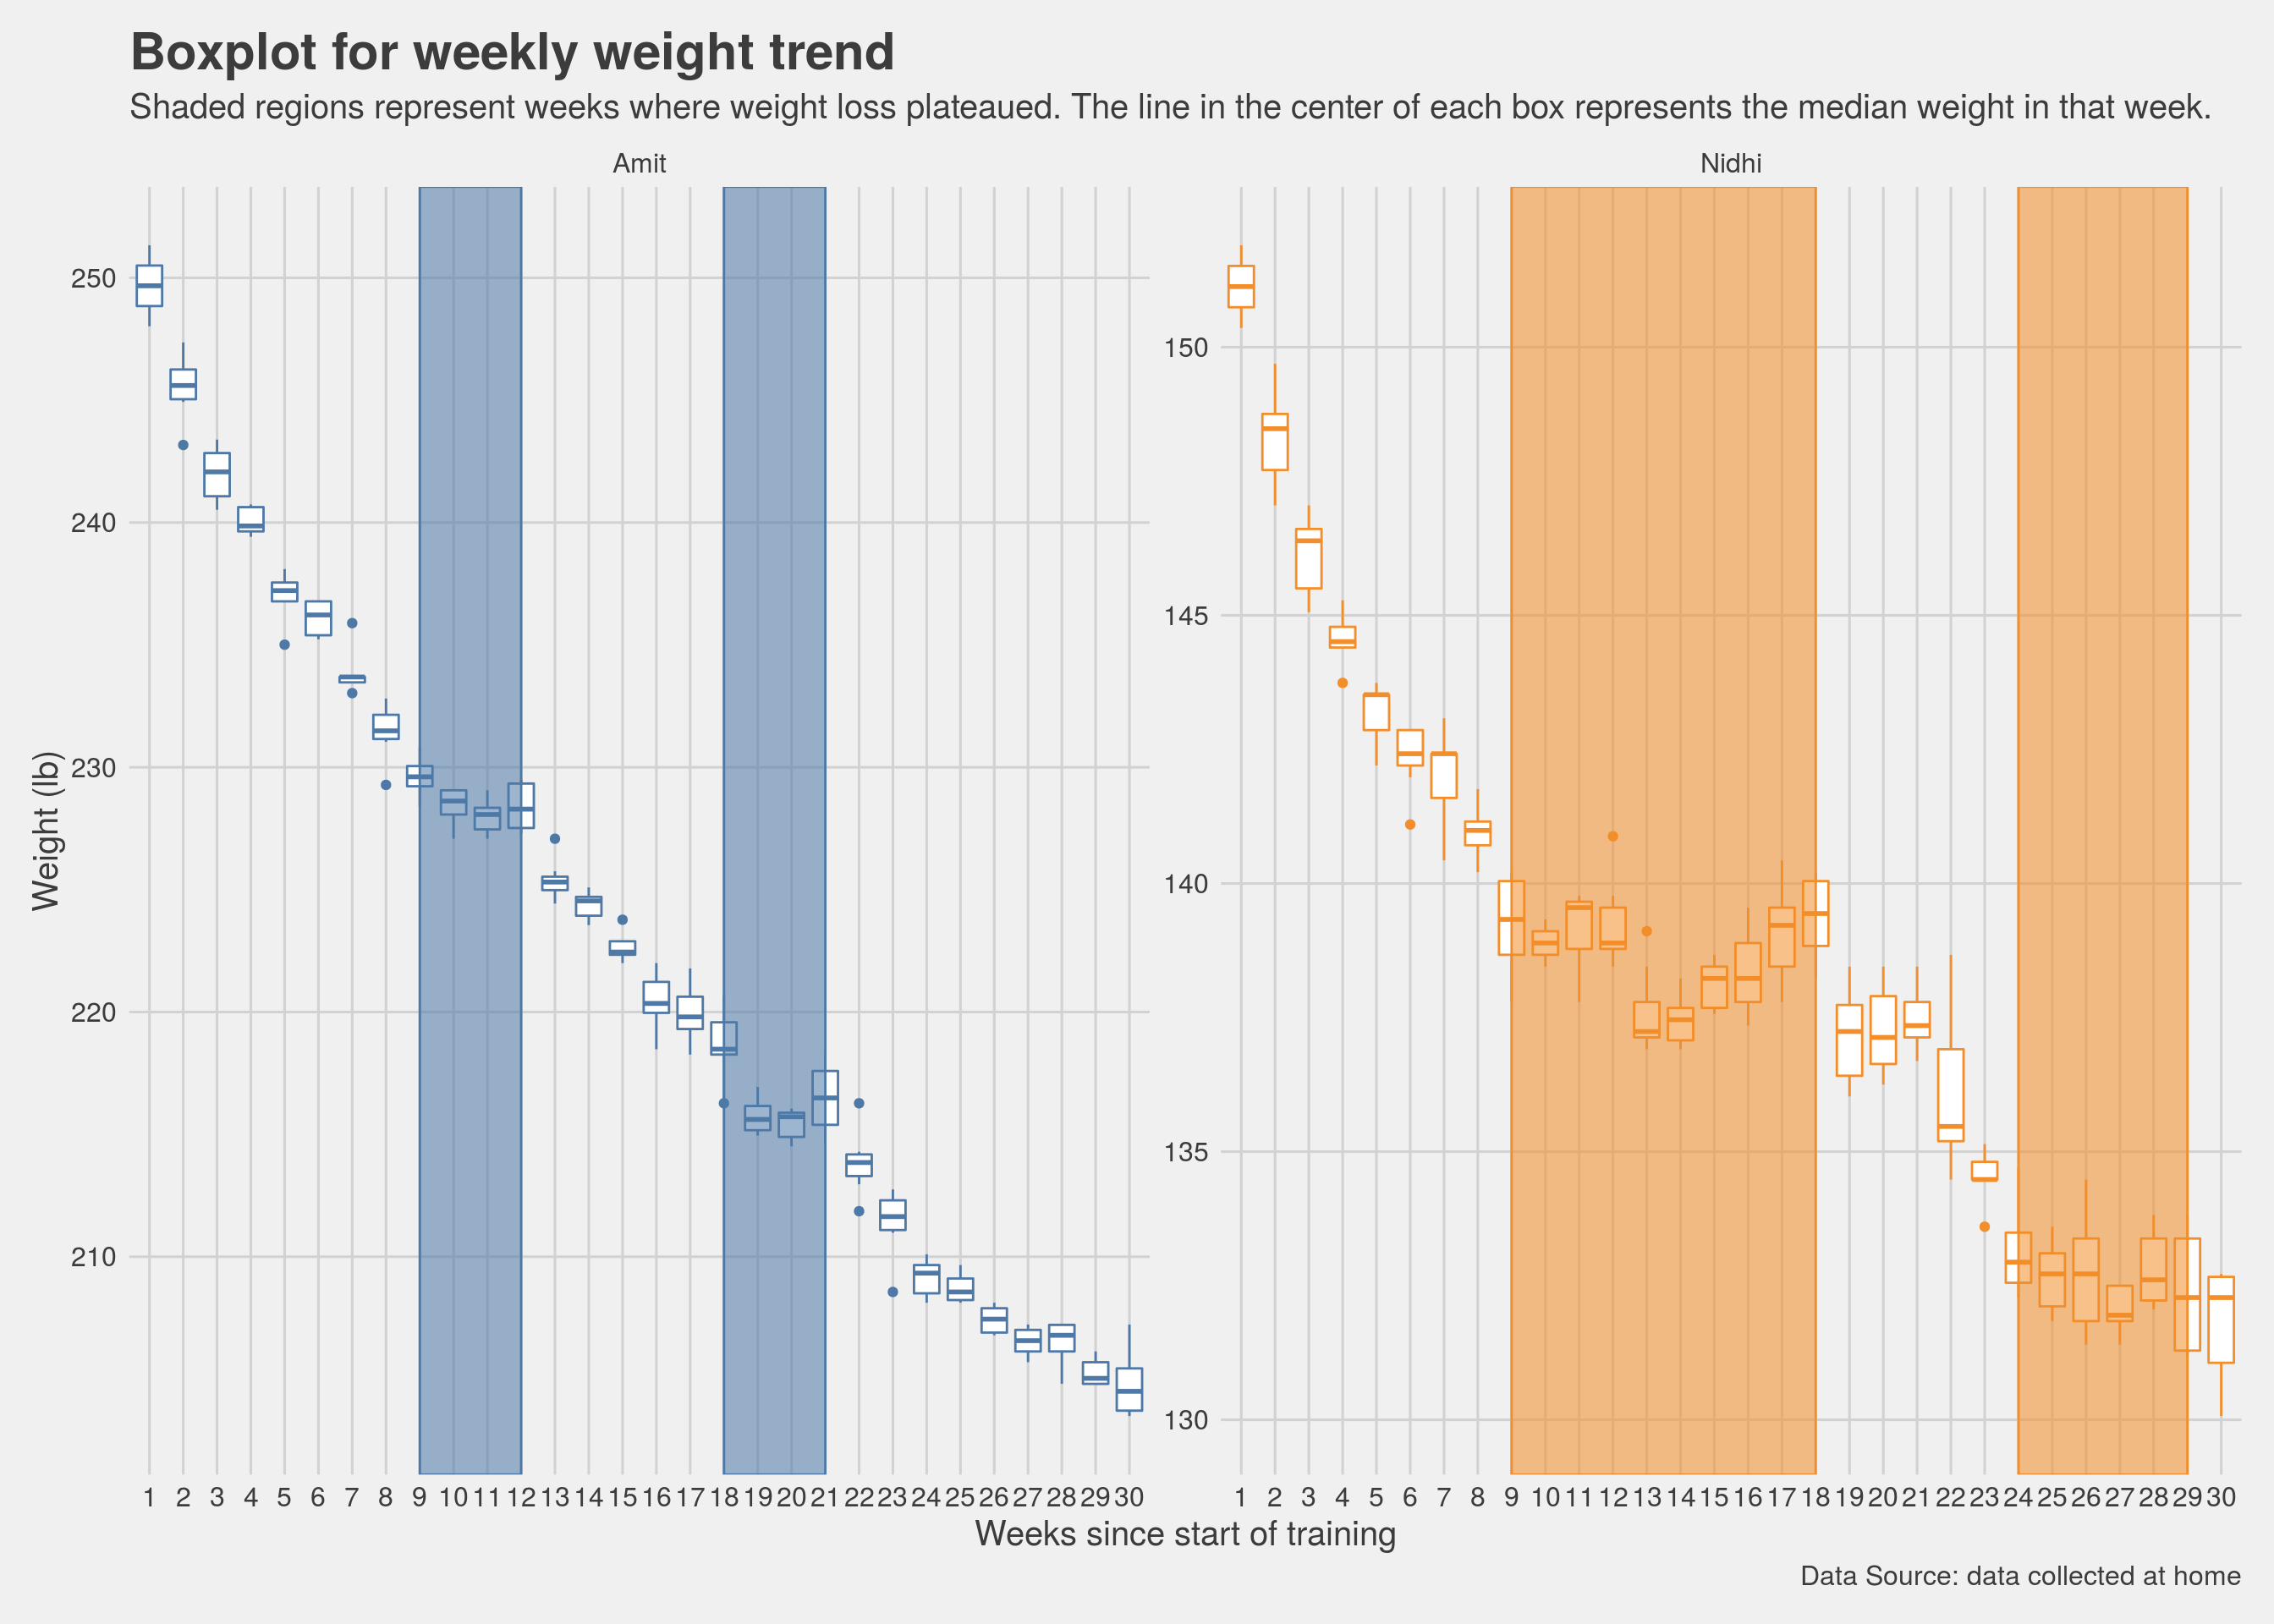 Boxplot for weekly weight trend
Shaded regions represent weeks where weight loss plateaued. The line in the center of each box represents the median weight in that week.
Amit
Nidhi
Weight (lb)
250
240
230
220
210
150
145
140
135
130
1 2 3 4 5 6 7 8 9 10 11 12 13 14 15 16 17 18 19 20 21 22 23 24 25 26 27 28 29 30
1 2 3 4 5 6 7 8 9 10 11 12 13 14 15 16 17 18 19 20 21 22 23 24 25 26 27 28 29 30
Weeks since start of training
Data Source: data collected at home